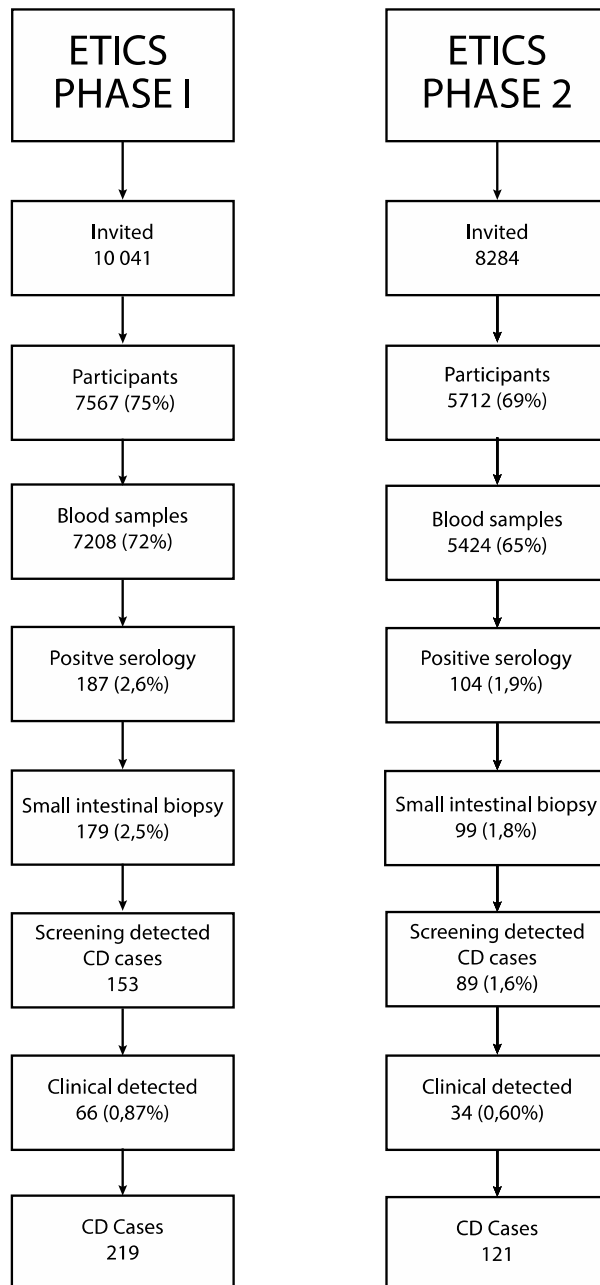 ETICS
PHASE I
Invited
10 041
Participants
7567 (75%)
Blood samples
7208 (72%)
Positve serology
187 (2,6%)
Small intestinal biopsy
179 (2,5%)
Screening detected
CD cases
153
Clinical detected
66 (0,87%)
CD Cases
219
ETICS
PHASE 2
Invited
8284
Participants
5712 (69%)
Blood samples
5424 (65%)
Positive serology
104 (1,9%)
Small intestinal biopsy
99 (1,8%)
Screening detected
CD cases
89 (1,6%)
Clinical detected
34 (0,60%)
CD Cases
121